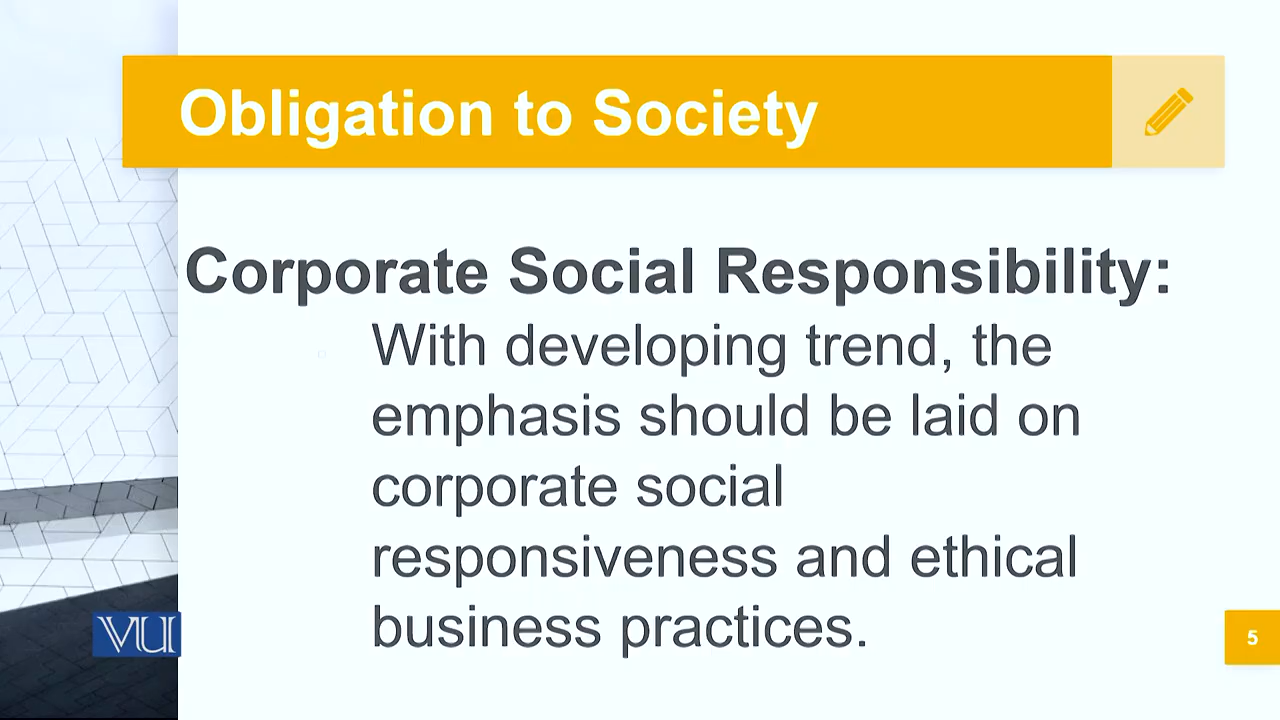 Obligation to Society
Corporate Social Responsibility:
With developing trend, the
emphasis should be laid on
corporate social
responsiveness and ethical
business practices.
VU
5